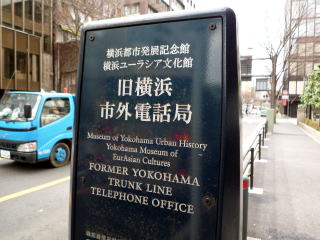 横浜都市発展記念館
横浜ユーラシア文化館
旧横浜
市外電話局
Museum of Yokohama Urban History
Yokohama Museum of
EurAsian Cultures
FORMER YOKOHAMA
TRUNK LINE
TELEPHONE OFFICE